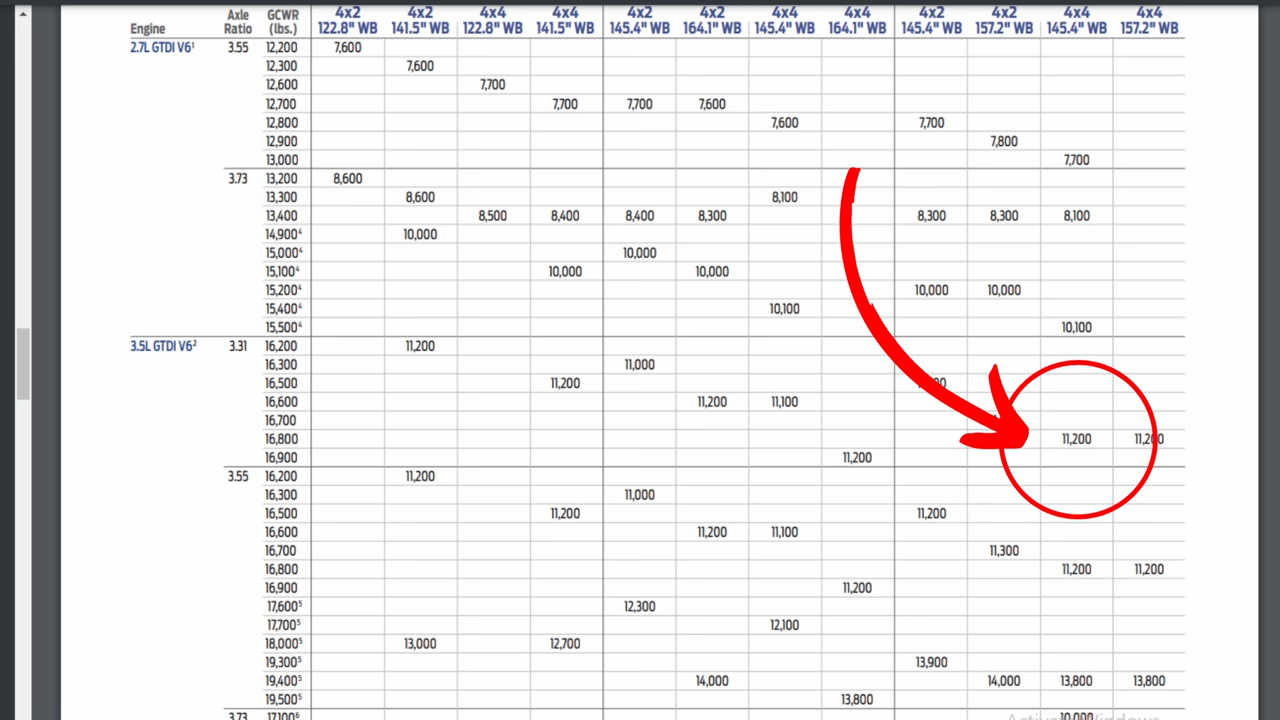 Axle GCWR 4x2 4x2 4x4 4x4 4x2 4x2 4x4 4x4 4x2 4x2 4x4 4x4
Engine Ratio (lbs.) 122.8" WB 141.5" WB 122.8" WB 141.5" WB 145.4" WB 164.1" WB 145.4" WB 164.1" WB 145.4" WB 157.2" WB 145.4" WB 157.2" WB
2.7L GTDI V6¹ 3.55 12,200 7,600
12,300 7,600
12,600 7,700
12,700 7,700 7,700 7,600
12,800 7,600 7,700
12,900 7,800
13,000 7,700
3.73 13,200 8,600
13,300 8,600 8,100
13,400 8,500 8,400 8,400 8,300 8,300 8,300 8,100
14,900⁴ 10,000
15,000⁴ 10,000
15,100⁴ 10,000 10,000
15,200⁴ 10,000 10,000
15,400⁴ 10,100
15,500⁴ 10,100
3.5L GTDI V6² 3.31 16,200 11,200
16,300 11,000
16,500 11,200
16,600 11,200 11,100
16,700
16,800 11,200 11,200
16,900 11,200
3.55 16,200 11,200
16,300 11,000
16,500 11,200 11,200
16,600 11,200 11,100
16,700 11,300
16,800 11,200 11,200
16,900 11,200
17,600⁵ 12,300
17,700⁵ 12,100
18,000⁵ 13,000 12,700
19,300⁵ 13,900
19,400⁵ 14,000 14,000 13,800 13,800
19,500⁵ 13,800
3.73 17,100⁶ 10,000